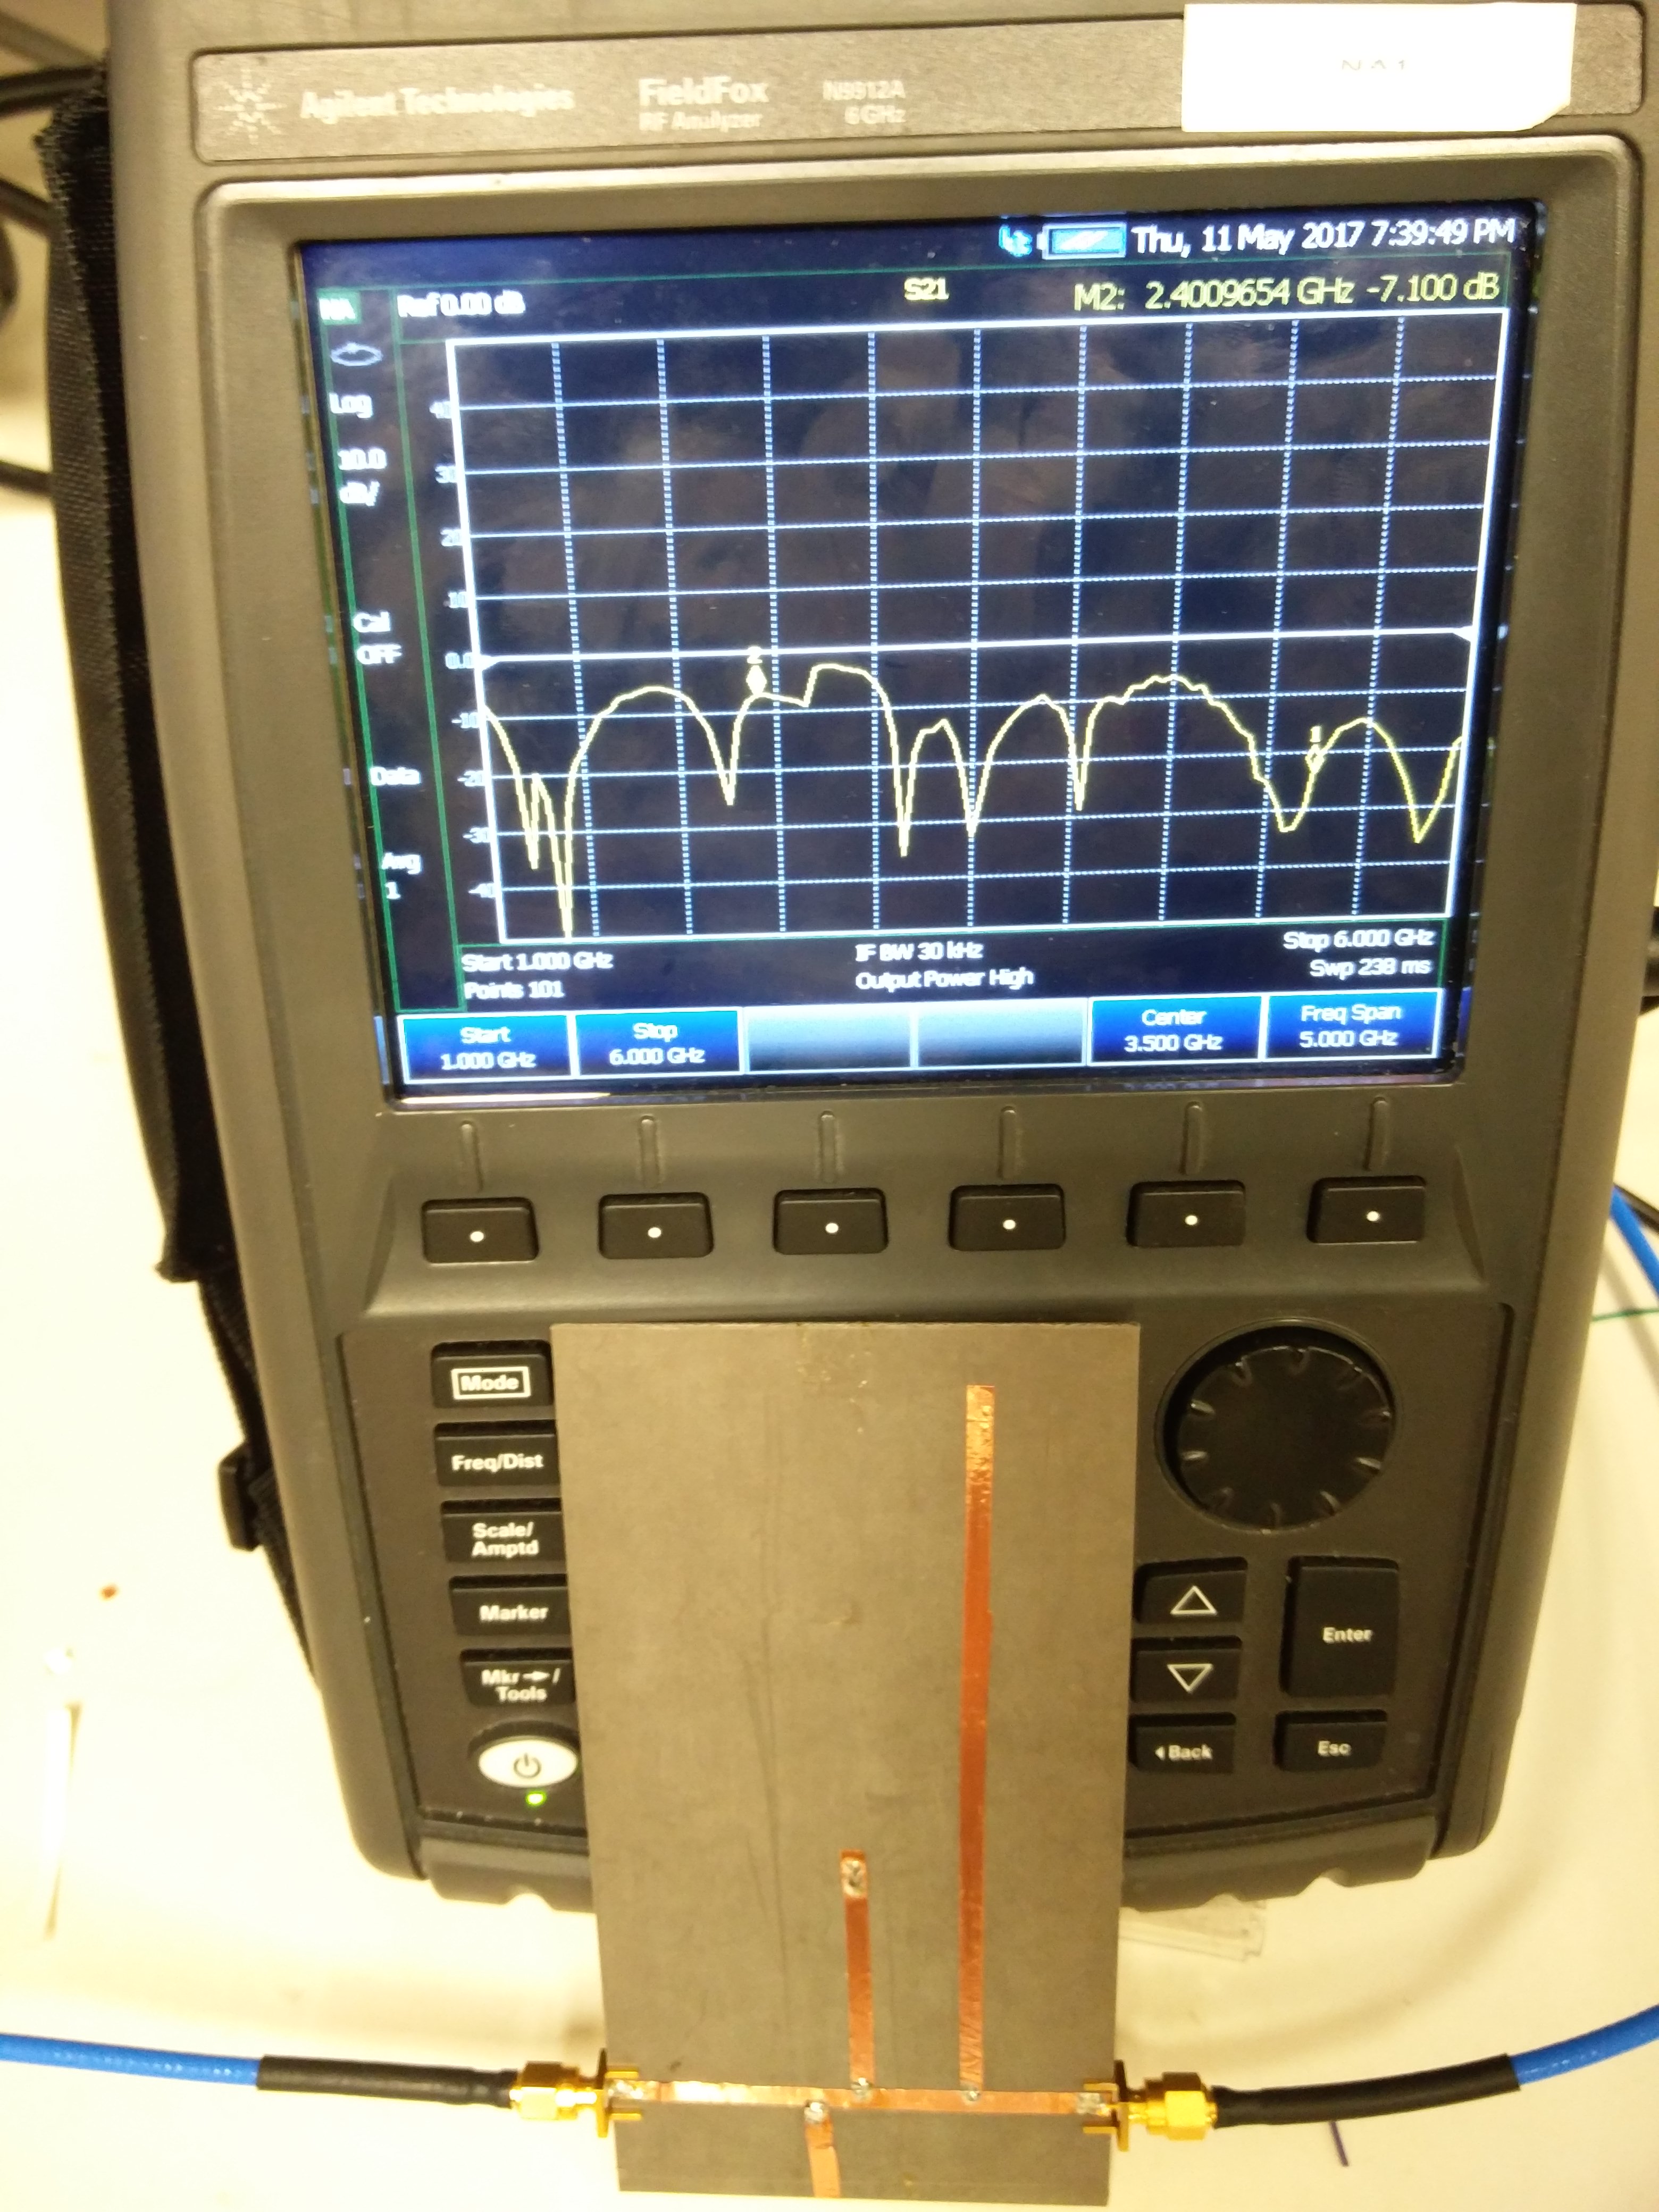 NA1
Agilent Technologies
FieldFox N9912A
RF Analyzer 6 GHz
Thu, 11 May 2017 7:39:49 PM
NA Ref 0.00 dB S21 M2: 2.4009654 GHz -7.100 dB
Log
10.0
dB/
Cal
OFF
Data
Avg
1
40
30
20
10
0.0
-10
-20
-30
-40
2
1
Start 1.000 GHz IF BW 30 kHz Stop 6.000 GHz
Points 101 Output Power High Swp 238 ms
Start
1.000 GHz
Stop
6.000 GHz
Center
3.500 GHz
Freq Span
5.000 GHz
Mode
Freq/Dist
Scale/
Amptd
Marker
Mkr➔/
Tools
Enter
Back
Esc